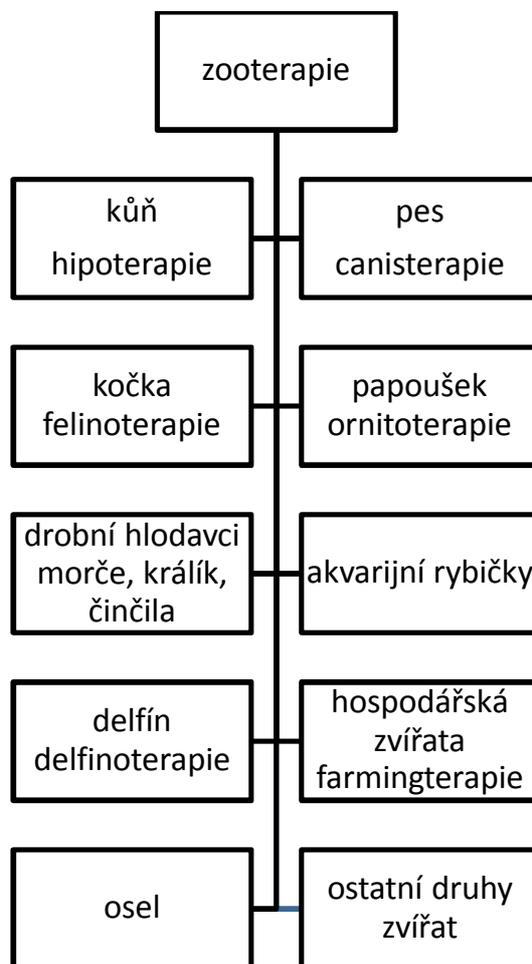 zooterapie
kůň
hipoterapie
pes
canisterapie
kočka
felinoterapie
papoušek
ornitoterapie
drobní hlodavci
morče, králík,
činčila
akvarijní rybičky
delfín
delfinoterapie
hospodářská
zvířata
farmingterapie
osel
ostatní druhy
zvířat